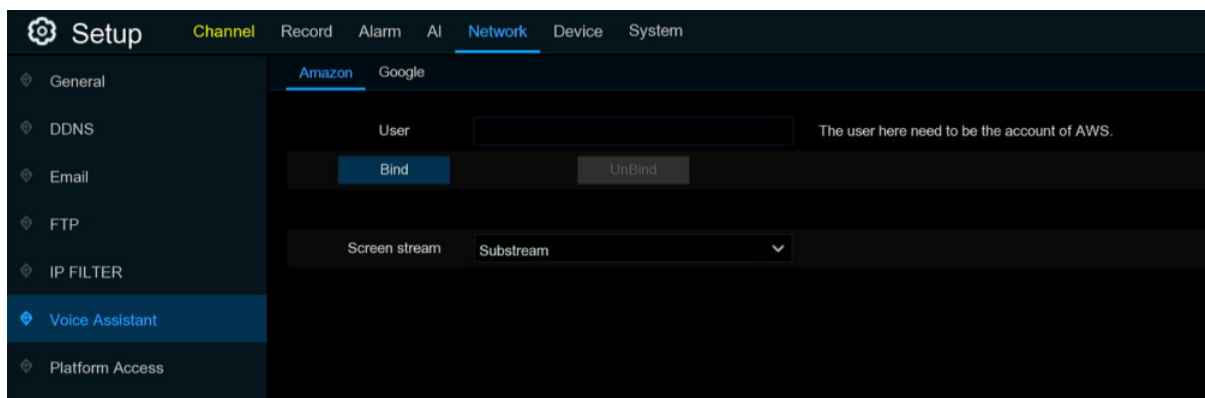 Setup Channel Record Alarm AI Network Device System
General
Amazon Google
DDNS
User The user here need to be the account of AWS.
Email
Bind UnBind
FTP
Screen stream Substream
IP FILTER
Voice Assistant
Platform Access